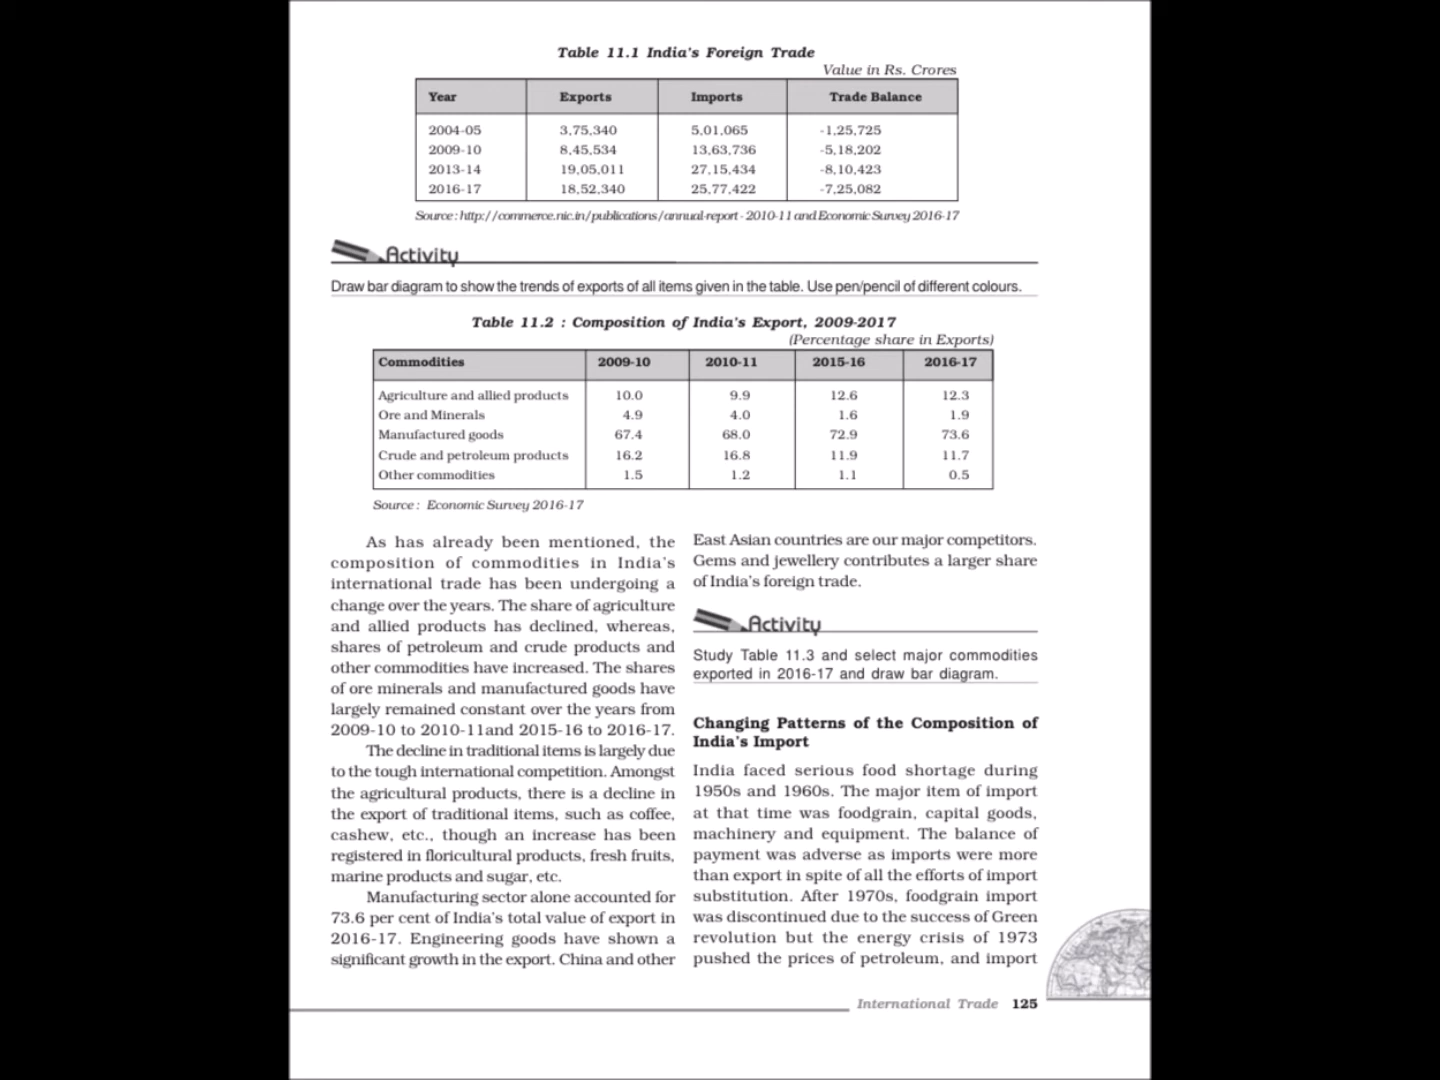 Table 11.1 India's Foreign Trade
Value in Rs. Crores
Year Exports Imports Trade Balance
2004-05 3,75,340 5,01,065 -1,25,725
2009-10 8,45,534 13,63,736 -5,18,202
2013-14 19,05,011 27,15,434 -8,10,423
2016-17 18,52,340 25,77,422 -7,25,082
Source : http://commerce.nic.in/publications/annual-report - 2010-11 and Economic Survey 2016-17
Activity
Draw bar diagram to show the trends of exports of all items given in the table. Use pen/pencil of different colours.
Table 11.2 : Composition of India's Export, 2009-2017
(Percentage share in Exports)
Commodities 2009-10 2010-11 2015-16 2016-17
Agriculture and allied products 10.0 9.9 12.6 12.3
Ore and Minerals 4.9 4.0 1.6 1.9
Manufactured goods 67.4 68.0 72.9 73.6
Crude and petroleum products 16.2 16.8 11.9 11.7
Other commodities 1.5 1.2 1.1 0.5
Source : Economic Survey 2016-17
As has already been mentioned, the
composition of commodities in India's
international trade has been undergoing a
change over the years. The share of agriculture
and allied products has declined, whereas,
shares of petroleum and crude products and
other commodities have increased. The shares
of ore minerals and manufactured goods have
largely remained constant over the years from
2009-10 to 2010-11and 2015-16 to 2016-17.
The decline in traditional items is largely due
to the tough international competition. Amongst
the agricultural products, there is a decline in
the export of traditional items, such as coffee,
cashew, etc., though an increase has been
registered in floricultural products, fresh fruits,
marine products and sugar, etc.
Manufacturing sector alone accounted for
73.6 per cent of India's total value of export in
2016-17. Engineering goods have shown a
significant growth in the export. China and other
East Asian countries are our major competitors.
Gems and jewellery contributes a larger share
of India's foreign trade.
Activity
Study Table 11.3 and select major commodities
exported in 2016-17 and draw bar diagram.
Changing Patterns of the Composition of
India's Import
India faced serious food shortage during
1950s and 1960s. The major item of import
at that time was foodgrain, capital goods,
machinery and equipment. The balance of
payment was adverse as imports were more
than export in spite of all the efforts of import
substitution. After 1970s, foodgrain import
was discontinued due to the success of Green
revolution but the energy crisis of 1973
pushed the prices of petroleum, and import
International Trade 125